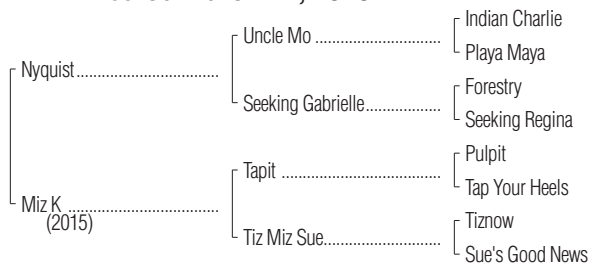 Indian Charlie
Uncle Mo
Playa Maya
Nyquist
Forestry
Seeking Gabrielle
Seeking Regina
Pulpit
Tapit
Tap Your Heels
Miz K
(2015)
Tiznow
Tiz Miz Sue
Sue's Good News